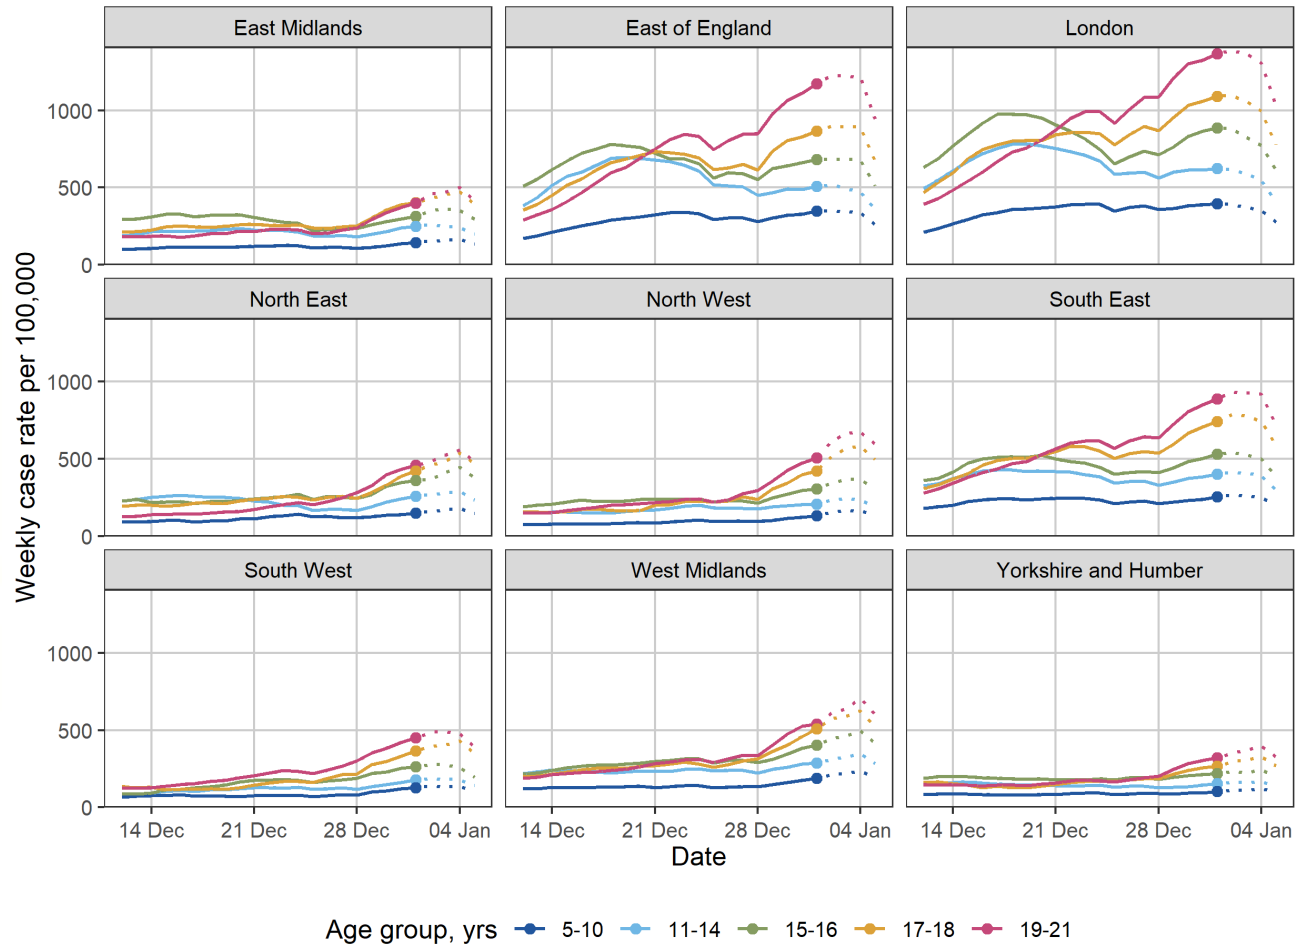 East Midlands
East of England
London
1000
500
0
North East
North West
South East
1000
500
0
South West
West Midlands
Yorkshire and Humber
1000
500
0
14 Dec 21 Dec 28 Dec 04 Jan
14 Dec 21 Dec 28 Dec 04 Jan
14 Dec 21 Dec 28 Dec 04 Jan
Weekly case rate per 100,000
Date
Age group, yrs 5-10 11-14 15-16 17-18 19-21